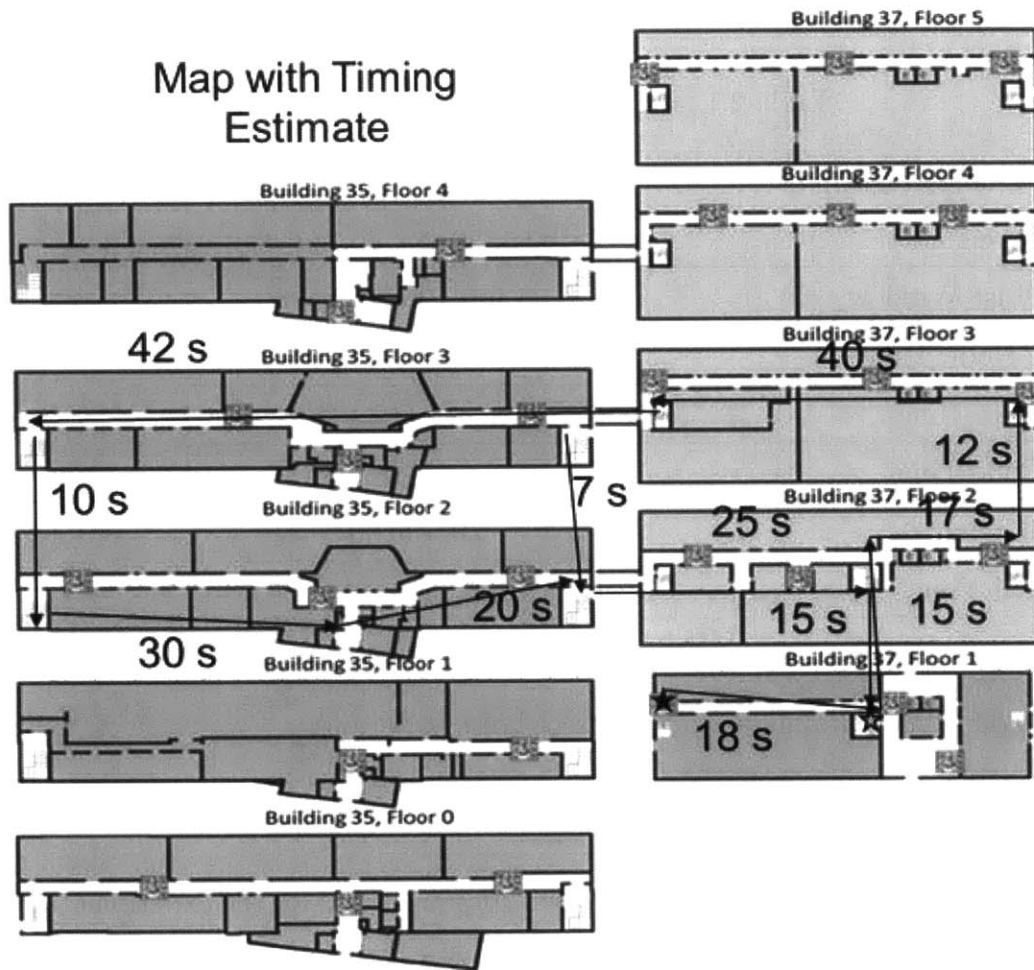 Map with Timing
Estimate
Building 37, Floor 5
Building 35, Floor 4
Building 37, Floor 4
42 s
Building 35, Floor 3
Building 37, Floor 3
40 s
12 s
10 s
7 s
Building 35, Floor 2
Building 37, Floor 2
25 s
17 s
20 s
15 s
15 s
30 s
Building 35, Floor 1
Building 37, Floor 1
18 s
Building 35, Floor 0